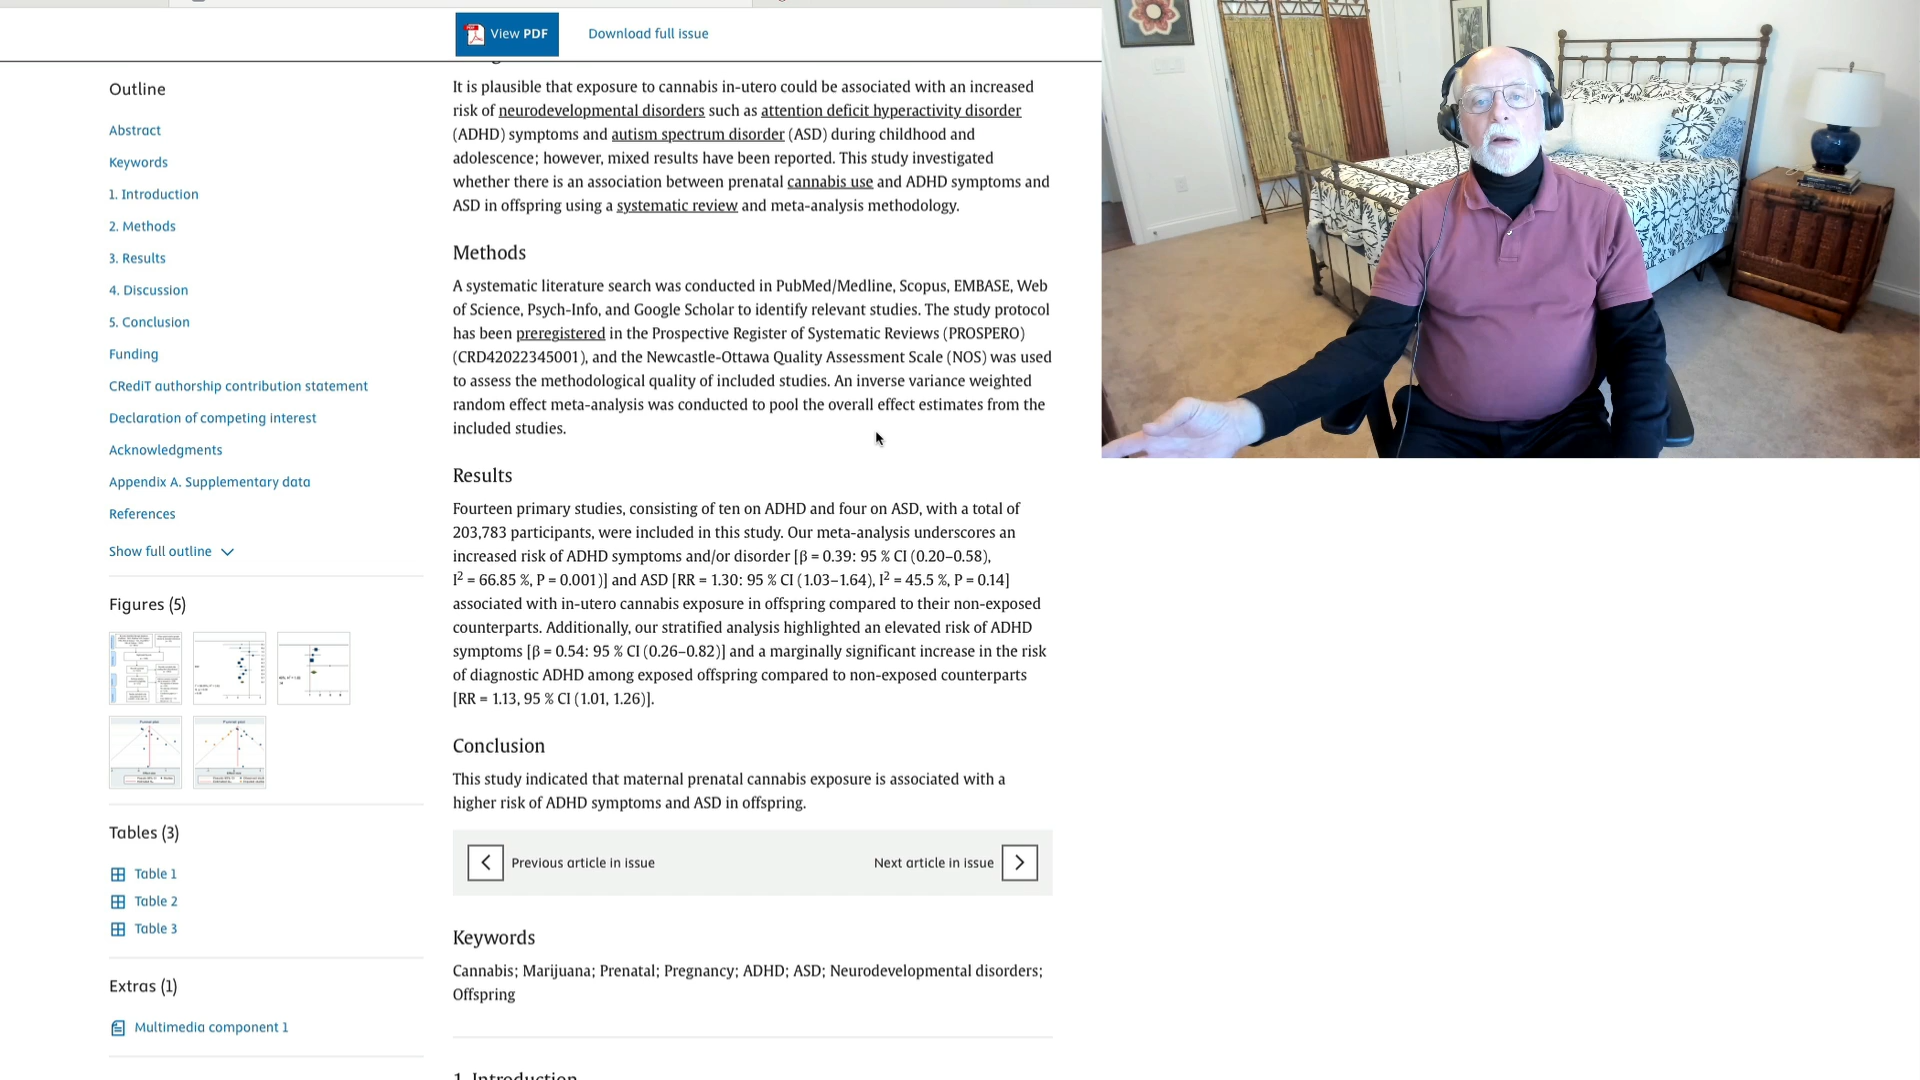 View PDF
Download full issue
Outline
Abstract
Keywords
1. Introduction
2. Methods
3. Results
4. Discussion
5. Conclusion
Funding
CRediT authorship contribution statement
Declaration of competing interest
Acknowledgments
Appendix A. Supplementary data
References
Show full outline
Figures (5)
Tables (3)
Table 1
Table 2
Table 3
Extras (1)
Multimedia component 1
It is plausible that exposure to cannabis in-utero could be associated with an increased
risk of neurodevelopmental disorders such as attention deficit hyperactivity disorder
(ADHD) symptoms and autism spectrum disorder (ASD) during childhood and
adolescence; however, mixed results have been reported. This study investigated
whether there is an association between prenatal cannabis use and ADHD symptoms and
ASD in offspring using a systematic review and meta-analysis methodology.
Methods
A systematic literature search was conducted in PubMed/Medline, Scopus, EMBASE, Web
of Science, Psych-Info, and Google Scholar to identify relevant studies. The study protocol
has been preregistered in the Prospective Register of Systematic Reviews (PROSPERO)
(CRD42022345001), and the Newcastle-Ottawa Quality Assessment Scale (NOS) was used
to assess the methodological quality of included studies. An inverse variance weighted
random effect meta-analysis was conducted to pool the overall effect estimates from the
included studies.
Results
Fourteen primary studies, consisting of ten on ADHD and four on ASD, with a total of
203,783 participants, were included in this study. Our meta-analysis underscores an
increased risk of ADHD symptoms and/or disorder [β = 0.39: 95 % CI (0.20–0.58),
I² = 66.85 %, P = 0.001)] and ASD [RR = 1.30: 95 % CI (1.03–1.64), I² = 45.5 %, P = 0.14]
associated with in-utero cannabis exposure in offspring compared to their non-exposed
counterparts. Additionally, our stratified analysis highlighted an elevated risk of ADHD
symptoms [β = 0.54: 95 % CI (0.26–0.82)] and a marginally significant increase in the risk
of diagnostic ADHD among exposed offspring compared to non-exposed counterparts
[RR = 1.13, 95 % CI (1.01, 1.26)].
Conclusion
This study indicated that maternal prenatal cannabis exposure is associated with a
higher risk of ADHD symptoms and ASD in offspring.
Previous article in issue
Next article in issue
Keywords
Cannabis; Marijuana; Prenatal; Pregnancy; ADHD; ASD; Neurodevelopmental disorders;
Offspring
1. Introduction